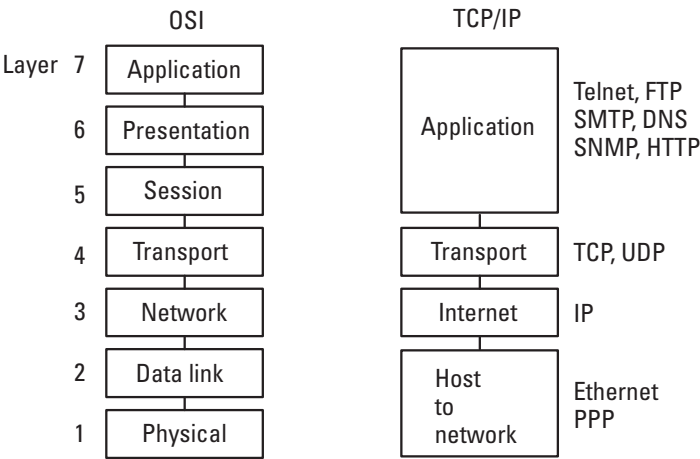 OSI
TCP/IP
Layer 7 Application
6 Presentation
5 Session
4 Transport
3 Network
2 Data link
1 Physical
Application
Telnet, FTP
SMTP, DNS
SNMP, HTTP
Transport
TCP, UDP
Internet
IP
Host
to
network
Ethernet
PPP